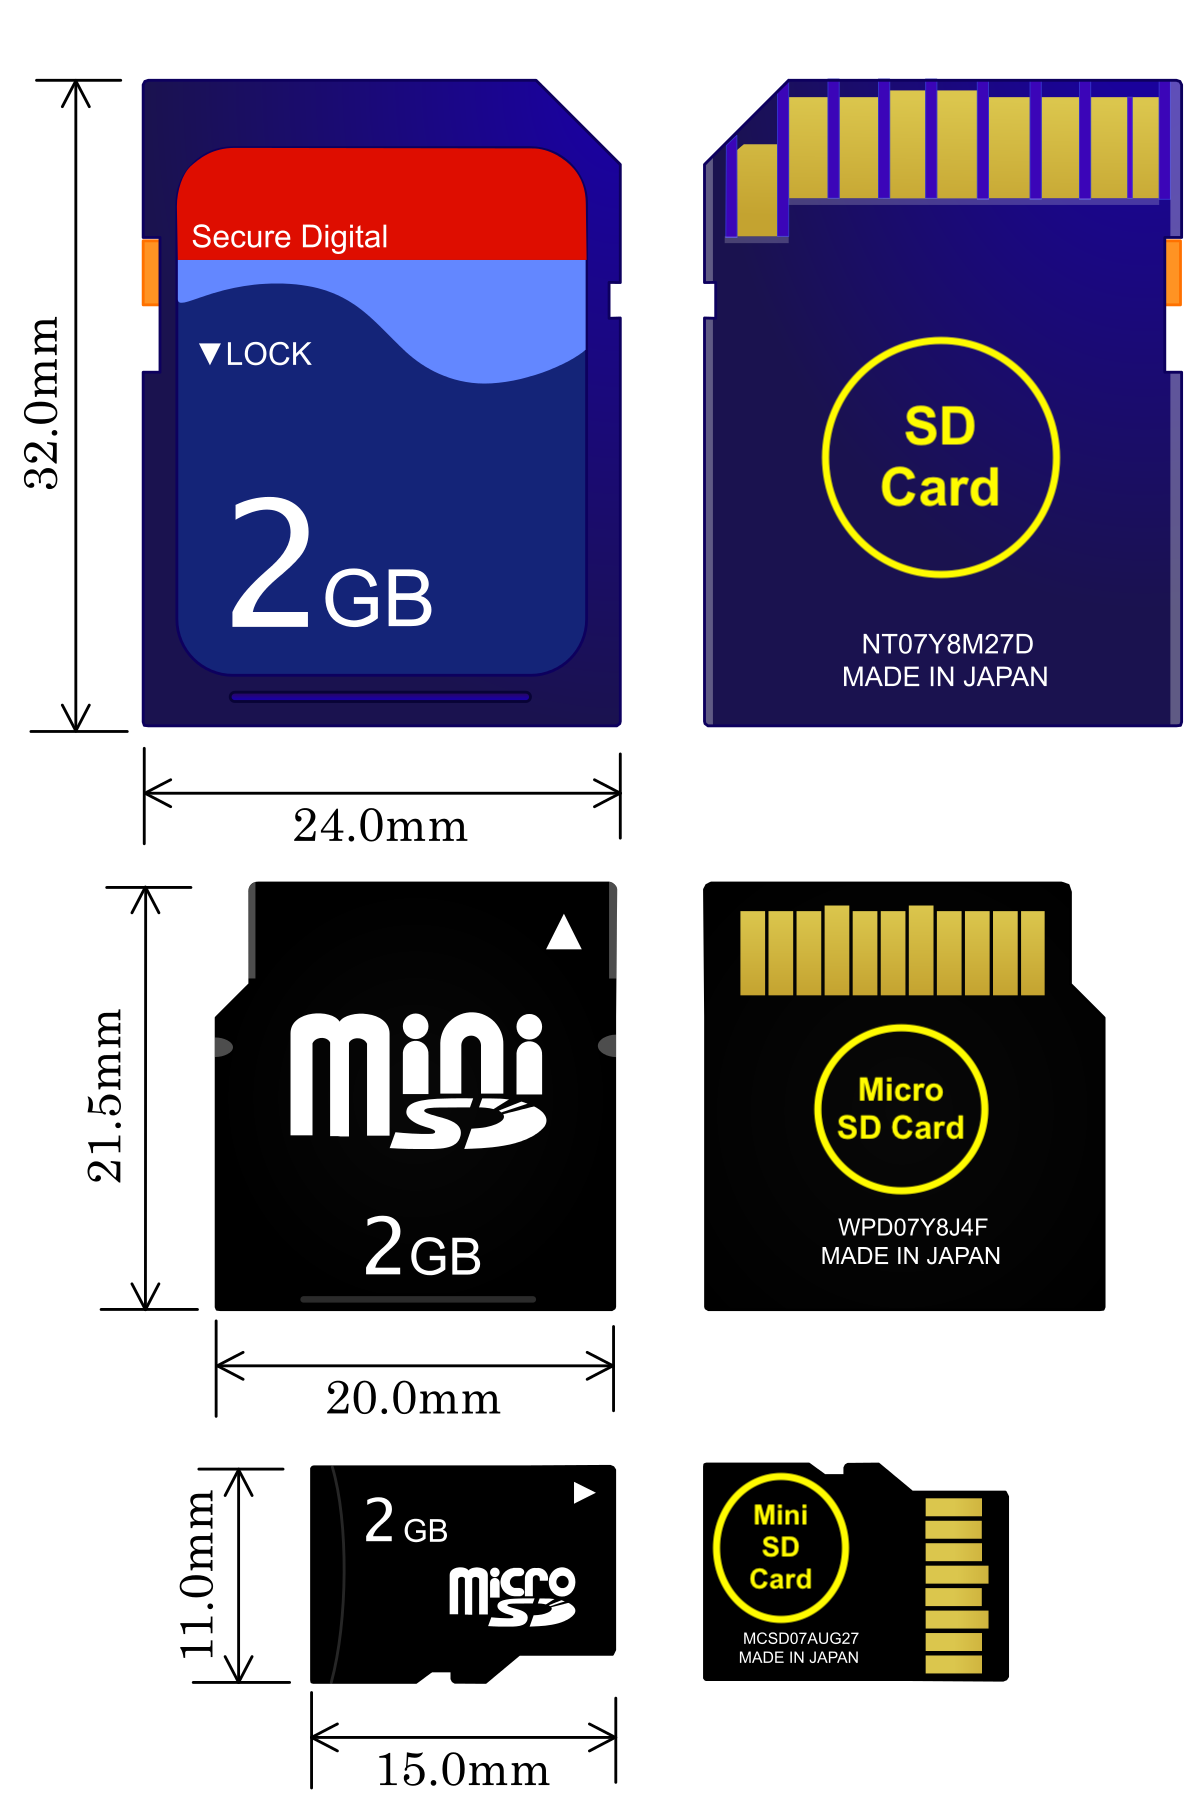 32.0mm
Secure Digital
▼LOCK
2GB
24.0mm
SD
Card
NT07Y8M27D
MADE IN JAPAN
21.5mm
mini
SD
2GB
20.0mm
Micro
SD Card
WPD07Y8J4F
MADE IN JAPAN
11.0mm
2 GB
micro
SD
15.0mm
Mini
SD
Card
MCSD07AUG27
MADE IN JAPAN